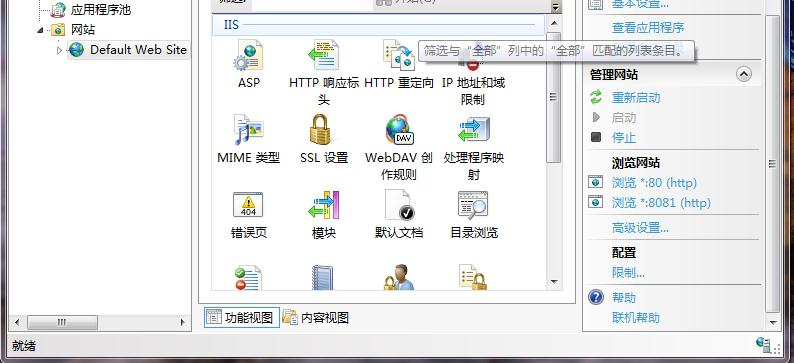 应用程序池
网站
Default Web Site
IIS
筛选与“全部”列中的“全部”匹配的列表条目。
ASP
HTTP 响应标头
HTTP 重定向
IP 地址和域限制
MIME 类型
SSL 设置
WebDAV 创作规则
DAV
处理程序映射
404
错误页
模块
默认文档
目录浏览
功能视图
内容视图
基本设置...
查看应用程序
管理网站
重新启动
启动
停止
浏览网站
浏览 *:80 (http)
浏览 *:8081 (http)
高级设置...
配置
限制...
帮助
联机帮助
就绪